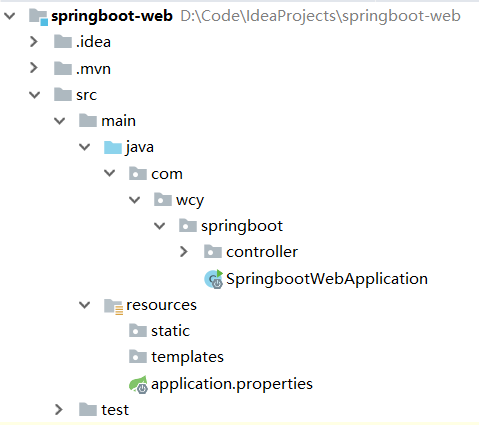 springboot-web D:\Code\IdeaProjects\springboot-web
.idea
.mvn
src
main
java
com
wcy
springboot
controller
SpringbootWebApplication
resources
static
templates
application.properties
test